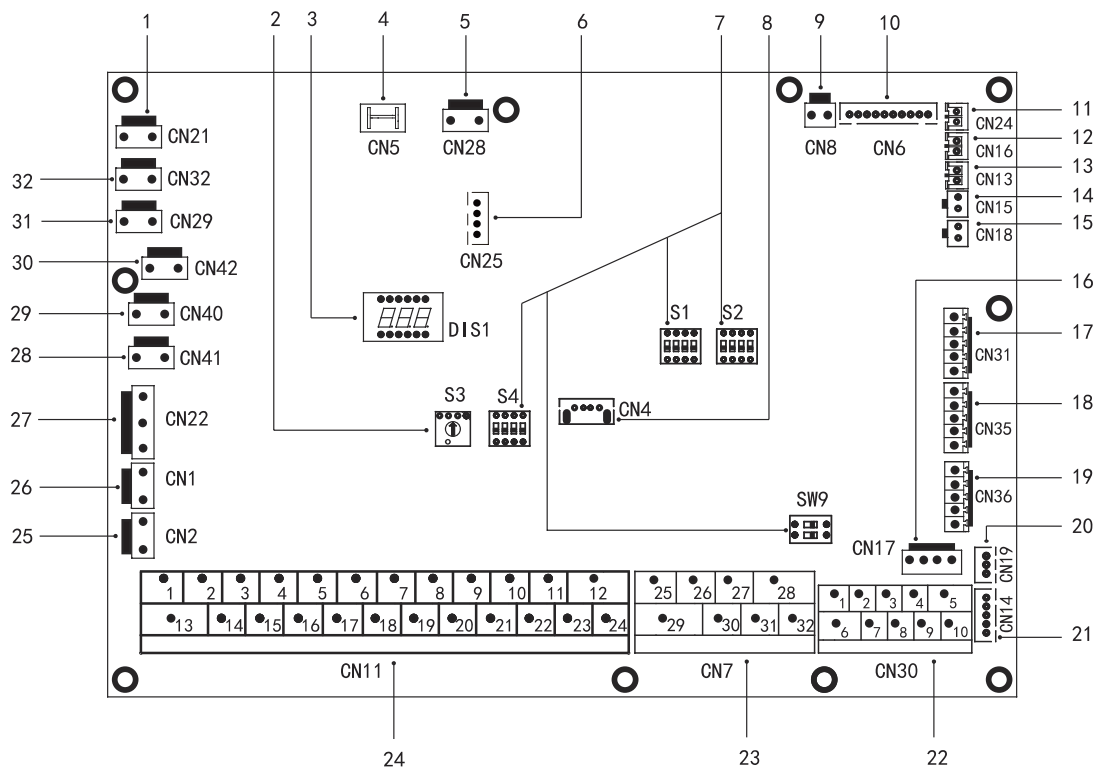 1 2 3 4 5 6 7 8 9 10
CN21 CN5 CN28 CN8 CN6 CN24 11
CN16 12
32 CN32 CN13 13
31 CN29 CN15 14
CN25 CN18 15
30 CN42
16
29 CN40 DIS1 S1 S2 CN31 17
28 CN41
CN22 S3 S4 CN4 CN35 18
27
26 CN1 SW9 CN36 19
25 CN2 CN17 CN19 20
1 2 3 4 5 6 7 8 9 10 11 12 25 26 27 28 1 2 3 4 5
13 14 15 16 17 18 19 20 21 22 23 24 29 30 31 32 6 7 8 9 10 CN14
21
CN11 CN7 CN30
24 23 22